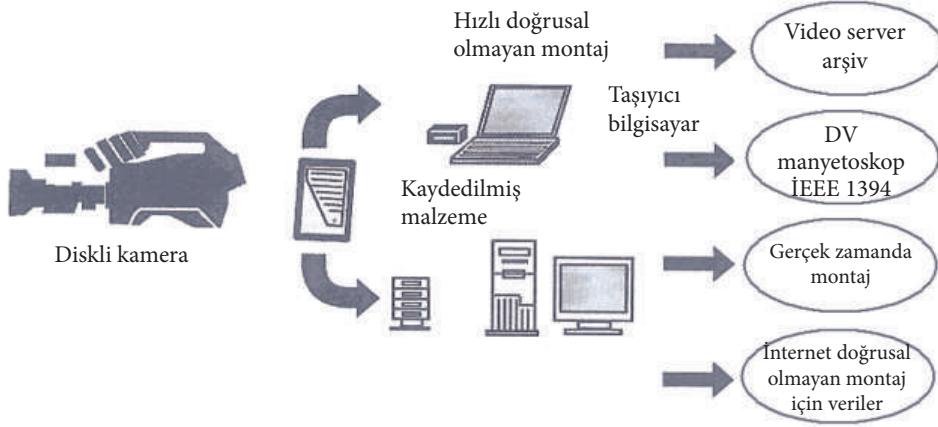 Hızlı doğrusal
olmayan montaj
Taşıyıcı
bilgisayar
Kaydedilmiş
malzeme
Diskli kamera
Video server
arşiv
DV
manyetoskop
İEEE 1394
Gerçek zamanda
montaj
İnternet doğrusal
olmayan montaj
için veriler